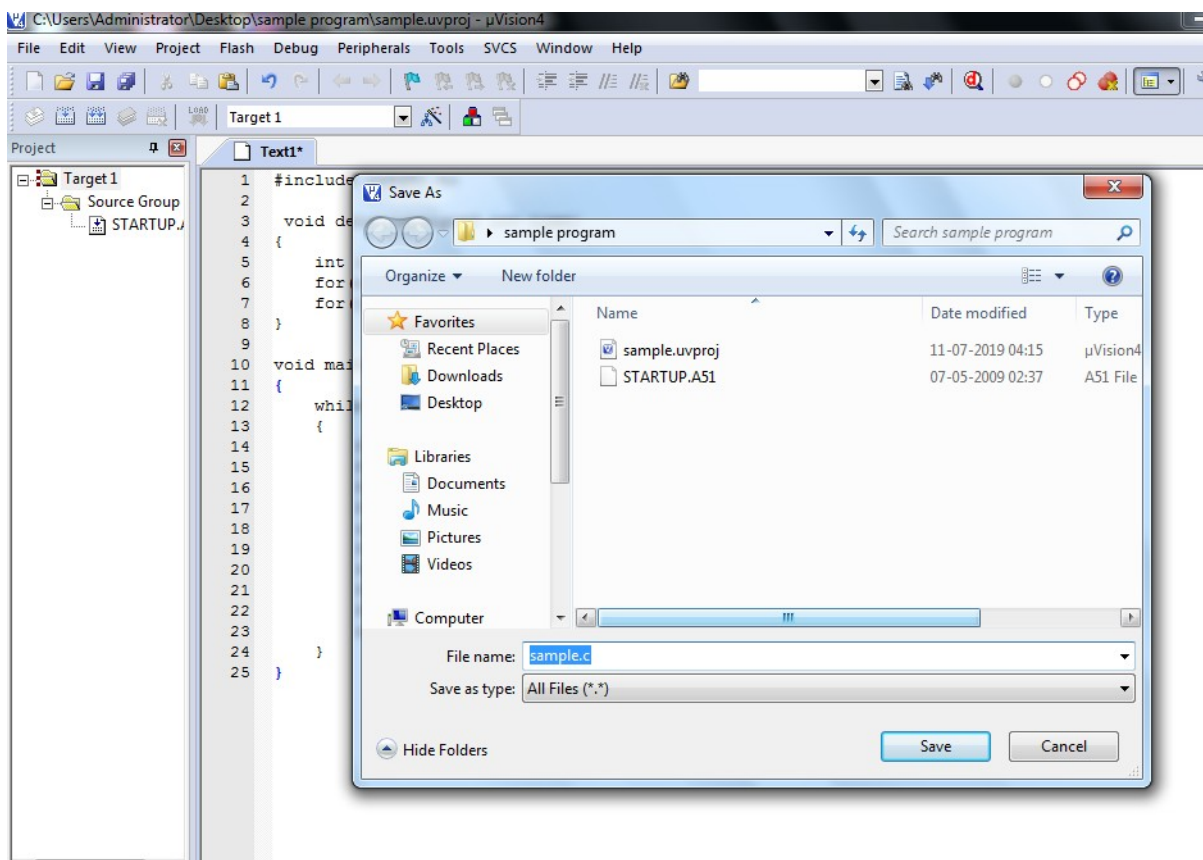 C:\Users\Administrator\Desktop\sample program\sample.uvproj - µVision4
File Edit View Project Flash Debug Peripherals Tools SVCS Window Help
LOAD Target 1
Project
Text1*
Target 1
Source Group
STARTUP.
1 #include
2
3 void de
4 {
5 int
6 for
7 for
8 }
9
10 void mai
11 {
12 whil
13 {
14
15
16
17
18
19
20
21
22
23
24 }
25 }
Save As
sample program
Search sample program
Organize New folder
Favorites
Recent Places
Downloads
Desktop
Libraries
Documents
Music
Pictures
Videos
Computer
Name Date modified Type
sample.uvproj 11-07-2019 04:15 µVision4
STARTUP.A51 07-05-2009 02:37 A51 File
File name: sample.c
Save as type: All Files (*.*)
Hide Folders
Save Cancel